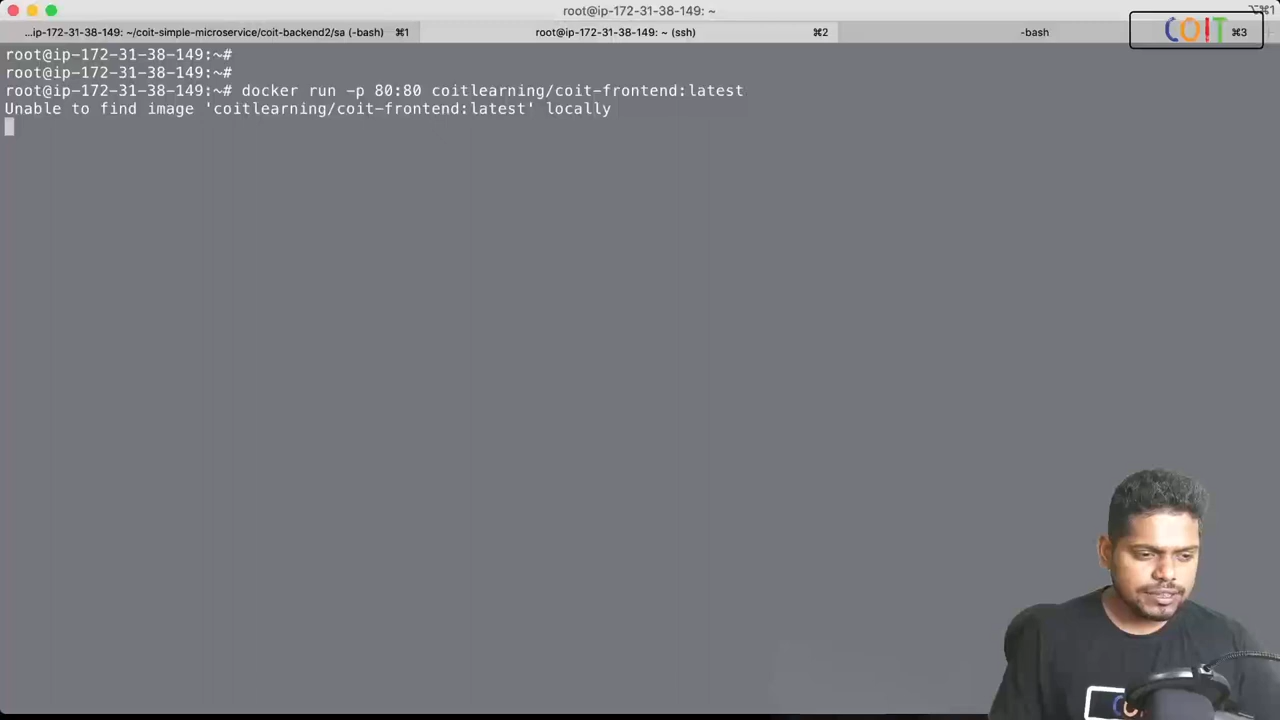 root@ip-172-31-38-149: ~
⌥⌘1
...ip-172-31-38-149: ~/coit-simple-microservice/coit-backend2/sa (-bash) ⌘1
root@ip-172-31-38-149: ~ (ssh) ⌘2
-bash ⌘3
COIT
root@ip-172-31-38-149:~#
root@ip-172-31-38-149:~#
root@ip-172-31-38-149:~# docker run -p 80:80 coitlearning/coit-frontend:latest
Unable to find image 'coitlearning/coit-frontend:latest' locally